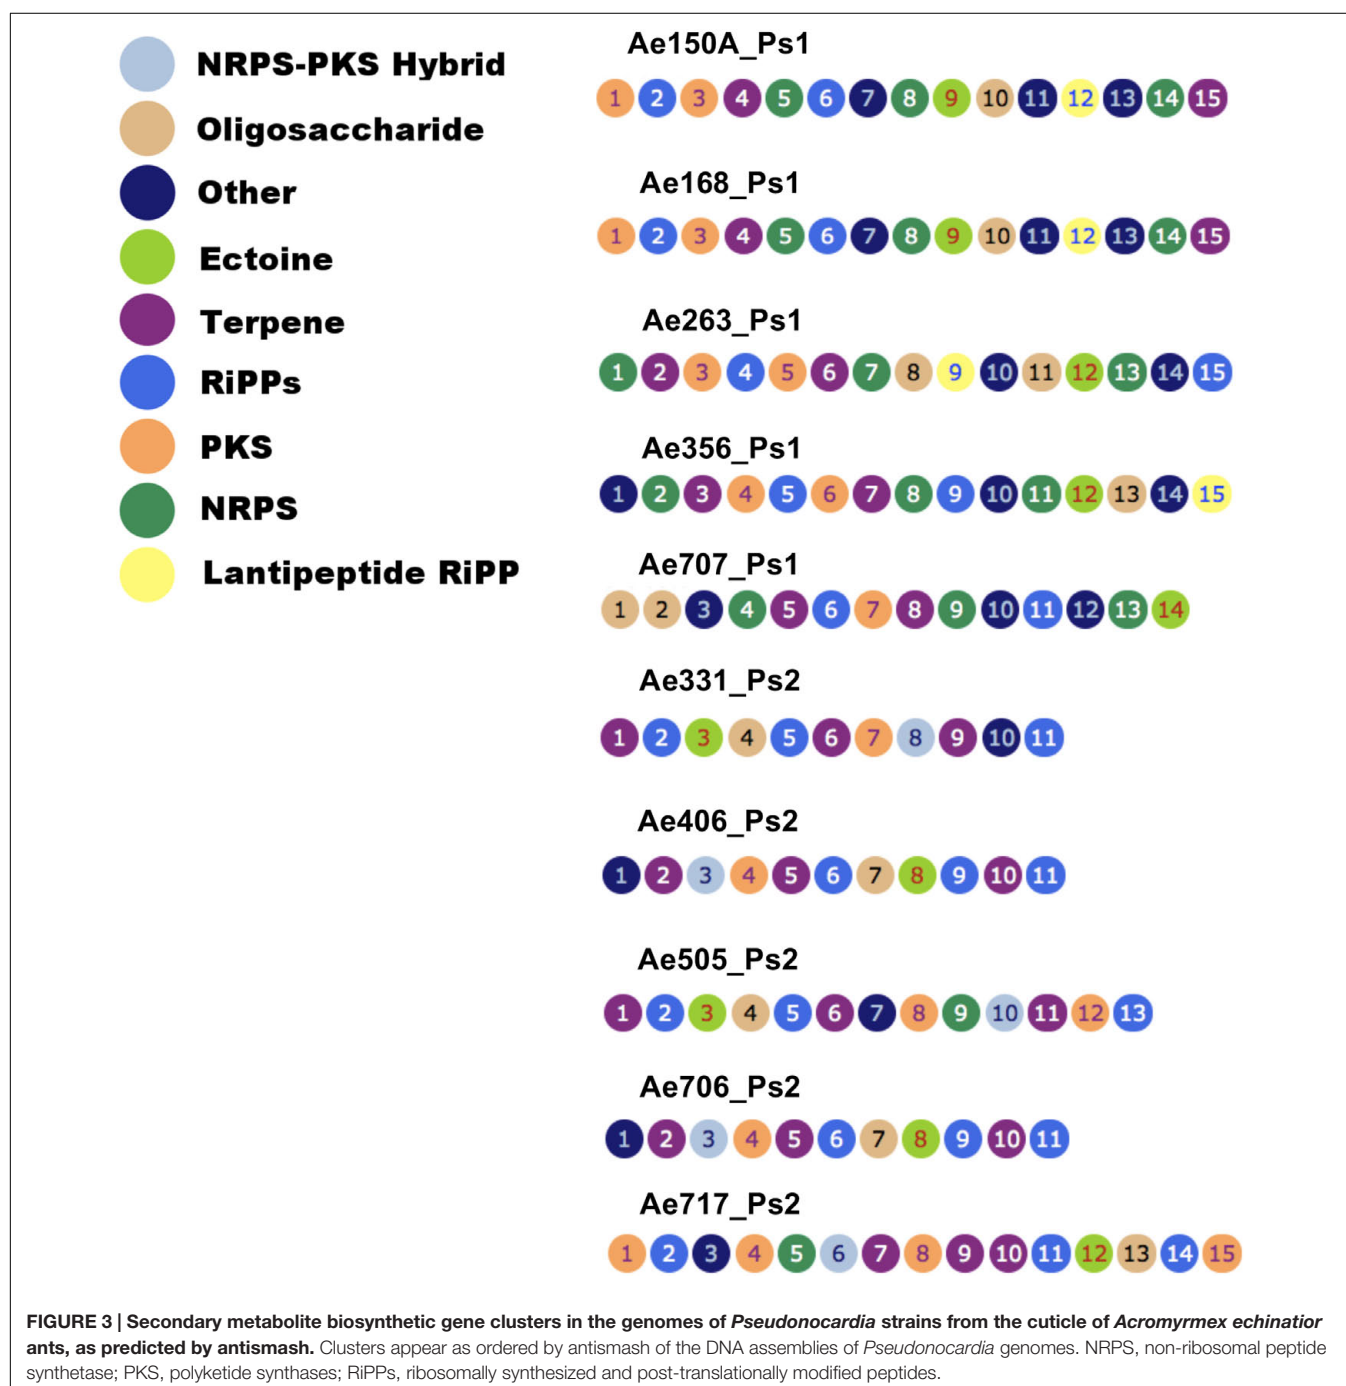 NRPS-PKS Hybrid
Oligosaccharide
Other
Ectoine
Terpene
RiPPs
PKS
NRPS
Lantipeptide RiPP
Ae150A_Ps1
1 2 3 4 5 6 7 8 9 10 11 12 13 14 15
Ae168_Ps1
1 2 3 4 5 6 7 8 9 10 11 12 13 14 15
Ae263_Ps1
1 2 3 4 5 6 7 8 9 10 11 12 13 14 15
Ae356_Ps1
1 2 3 4 5 6 7 8 9 10 11 12 13 14 15
Ae707_Ps1
1 2 3 4 5 6 7 8 9 10 11 12 13 14
Ae331_Ps2
1 2 3 4 5 6 7 8 9 10 11
Ae406_Ps2
1 2 3 4 5 6 7 8 9 10 11
Ae505_Ps2
1 2 3 4 5 6 7 8 9 10 11 12 13
Ae706_Ps2
1 2 3 4 5 6 7 8 9 10 11
Ae717_Ps2
1 2 3 4 5 6 7 8 9 10 11 12 13 14 15
FIGURE 3 | Secondary metabolite biosynthetic gene clusters in the genomes of Pseudonocardia strains from the cuticle of Acromyrmex echinatior
ants, as predicted by antismash. Clusters appear as ordered by antismash of the DNA assemblies of Pseudonocardia genomes. NRPS, non-ribosomal peptide
synthetase; PKS, polyketide synthases; RiPPs, ribosomally synthesized and post-translationally modified peptides.